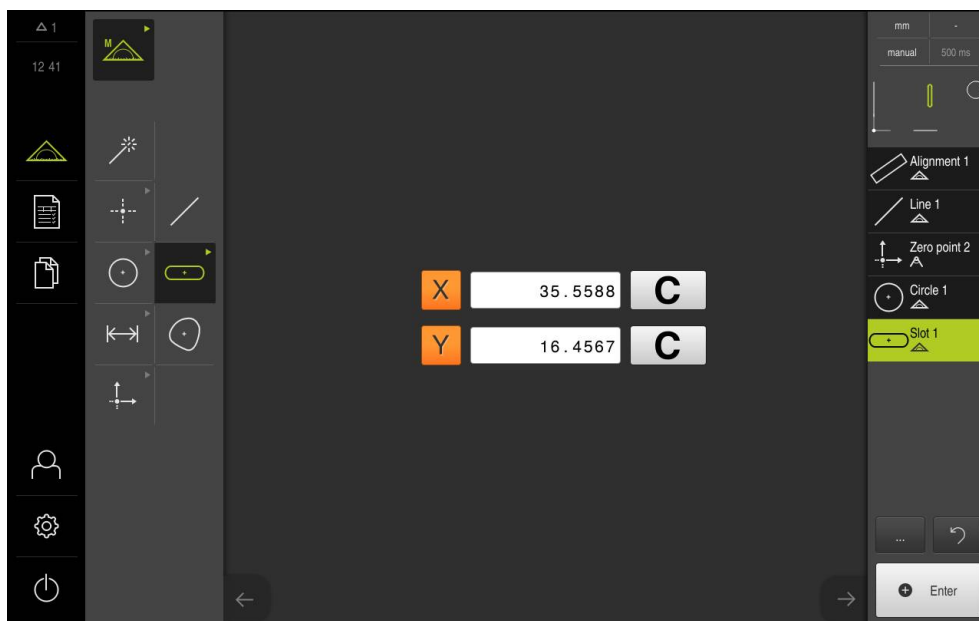 1
12 41
M
X 35.5588 C
Y 16.4567 C
mm -
manual 500 ms
Alignment 1
Line 1
Zero point 2
Circle 1
Slot 1
...
Enter